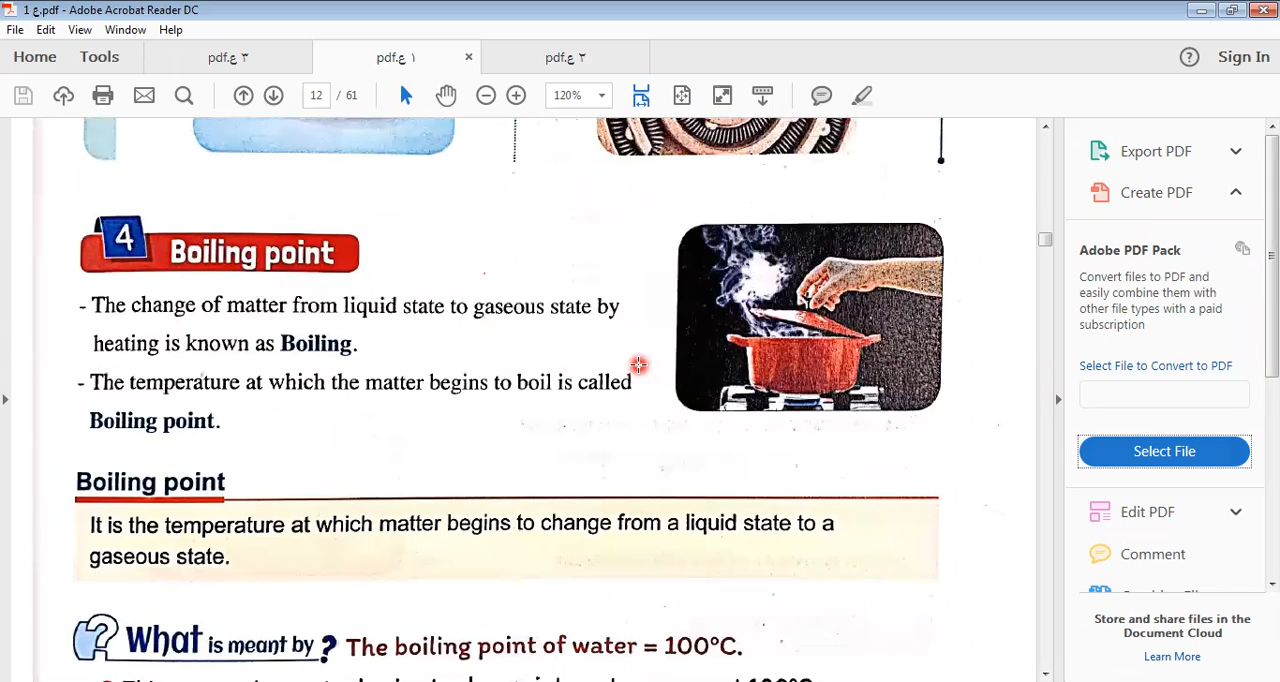 1 ع.pdf - Adobe Acrobat Reader DC
File Edit View Window Help
Home Tools ٣ ع.pdf ١ ع.pdf × ٣ ع.pdf ? Sign In
12 / 61 120%
Export PDF
Create PDF
Adobe PDF Pack
Convert files to PDF and
easily combine them with
other file types with a paid
subscription
Select File to Convert to PDF
Select File
Edit PDF
Comment
Store and share files in the
Document Cloud
Learn More
4 Boiling point
- The change of matter from liquid state to gaseous state by
heating is known as Boiling.
- The temperature at which the matter begins to boil is called
Boiling point.
Boiling point
It is the temperature at which matter begins to change from a liquid state to a
gaseous state.
? What is meant by ? The boiling point of water = 100°C.